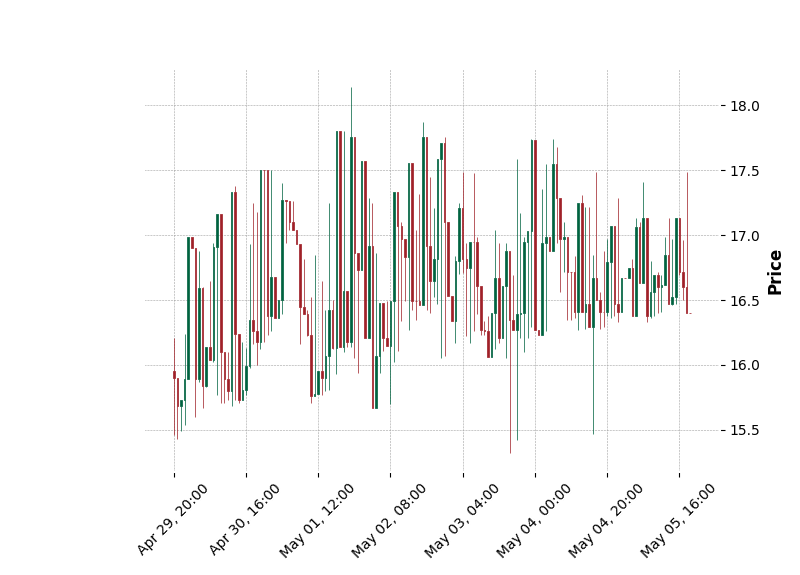 18.0
17.5
17.0
16.5
16.0
15.5
Price
Apr 29, 20:00
Apr 30, 16:00
May 01, 12:00
May 02, 08:00
May 03, 04:00
May 04, 00:00
May 04, 20:00
May 05, 16:00